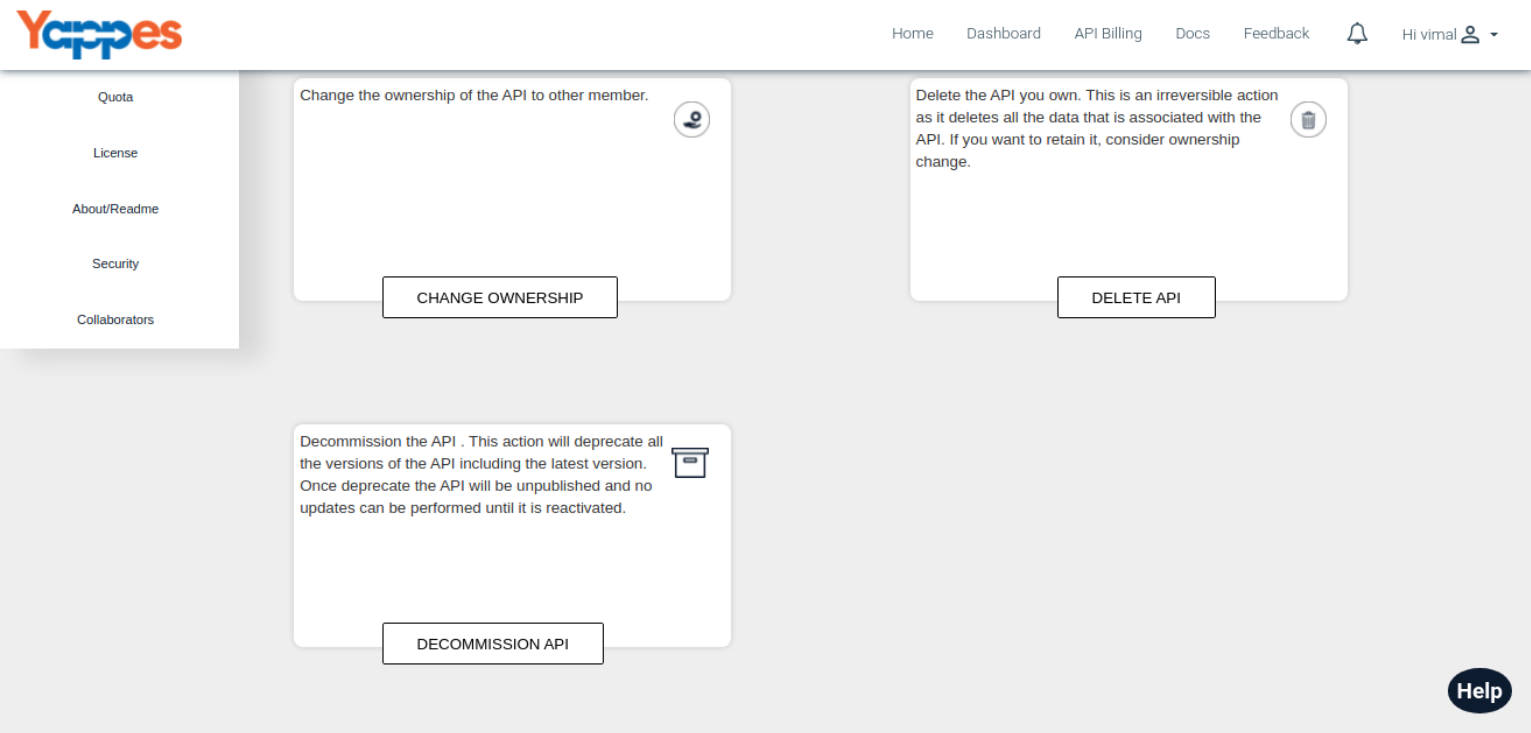 Yappes
Home
Dashboard
API Billing
Docs
Feedback
Hi vimal
Quota
License
About/Readme
Security
Collaborators
Change the ownership of the API to other member.
CHANGE OWNERSHIP
Delete the API you own. This is an irreversible action
as it deletes all the data that is associated with the
API. If you want to retain it, consider ownership
change.
DELETE API
Decommission the API . This action will deprecate all
the versions of the API including the latest version.
Once deprecate the API will be unpublished and no
updates can be performed until it is reactivated.
DECOMMISSION API
Help